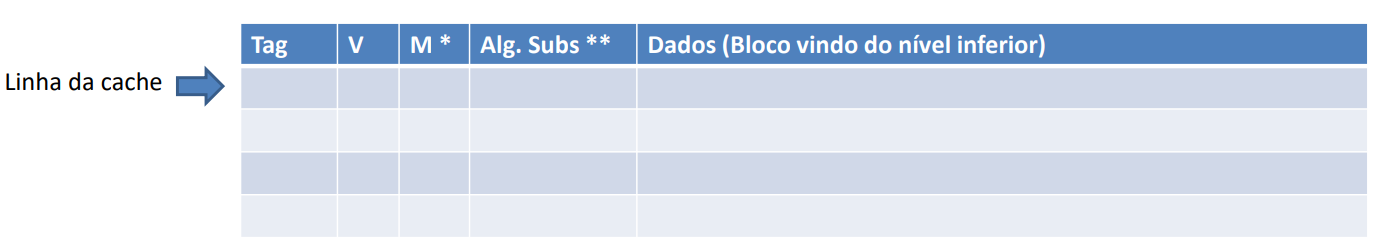 Tag V M * Alg. Subs ** Dados (Bloco vindo do nível inferior)
Linha da cache